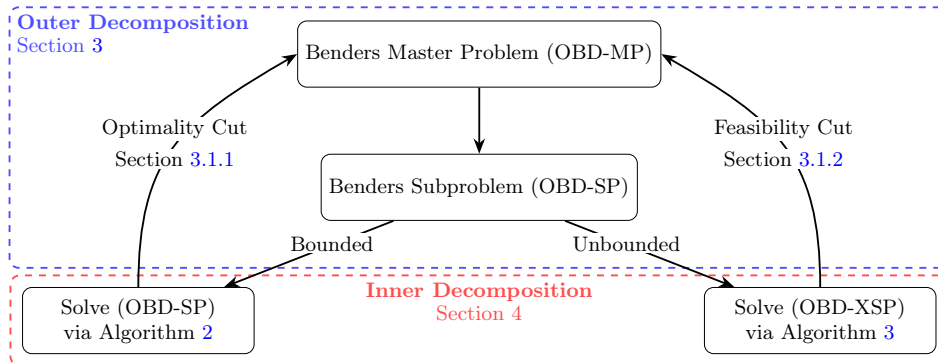 Outer Decomposition
Section 3
Benders Master Problem (OBD-MP)
Optimality Cut
Section 3.1.1
Feasibility Cut
Section 3.1.2
Benders Subproblem (OBD-SP)
Bounded
Unbounded
Inner Decomposition
Section 4
Solve (OBD-SP)
via Algorithm 2
Solve (OBD-XSP)
via Algorithm 3